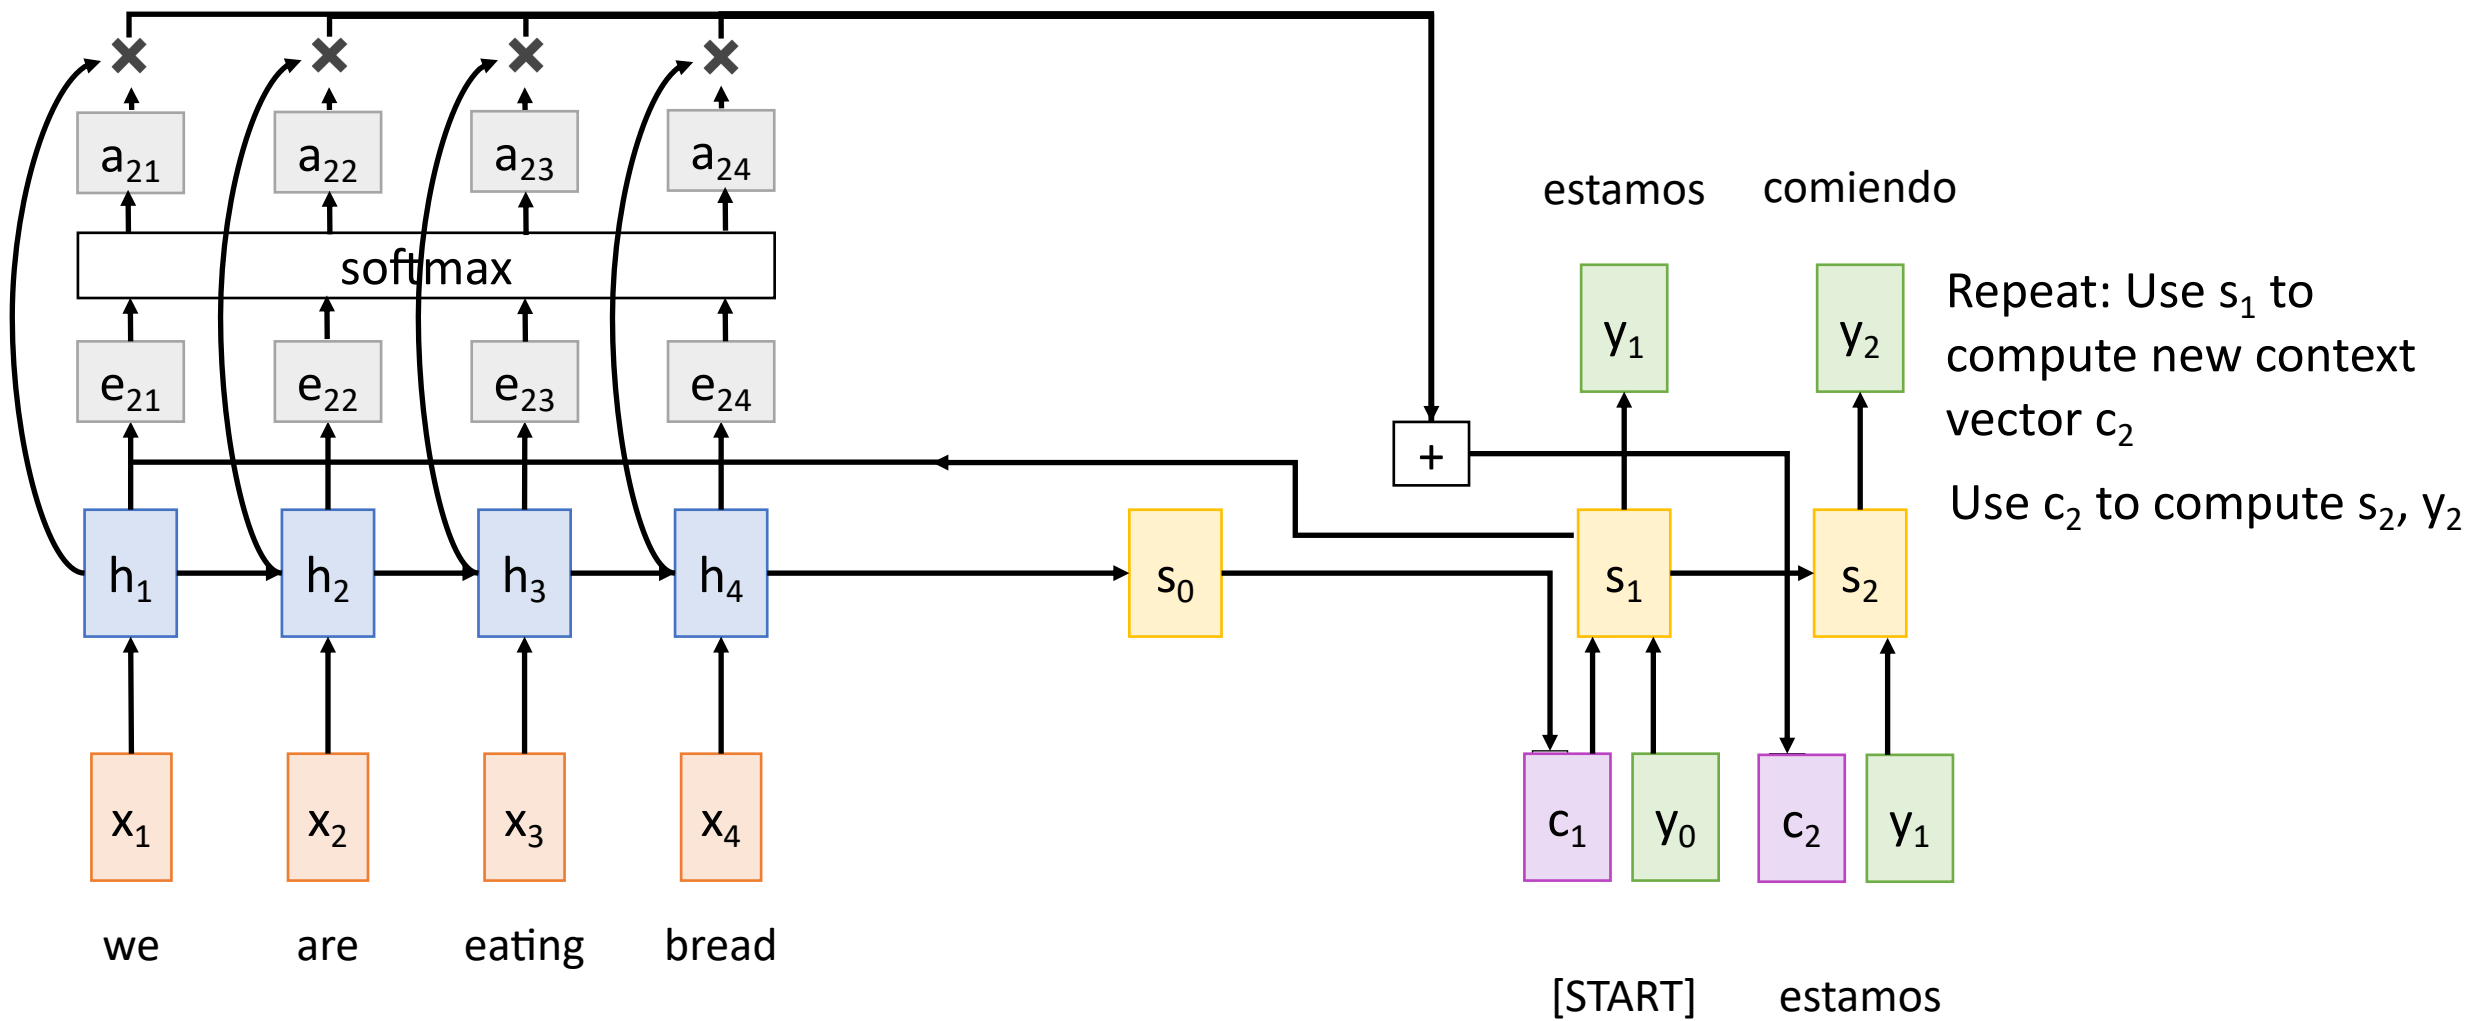 a₂₁ a₂₂ a₂₃ a₂₄
estamos comiendo
softmax
Repeat: Use s₁ to
compute new context
vector c₂
y₁ y₂
e₂₁ e₂₂ e₂₃ e₂₄
+
Use c₂ to compute s₂, y₂
h₁ h₂ h₃ h₄ s₀ s₁ s₂
x₁ x₂ x₃ x₄ c₁ y₀ c₂ y₁
we are eating bread
[START] estamos